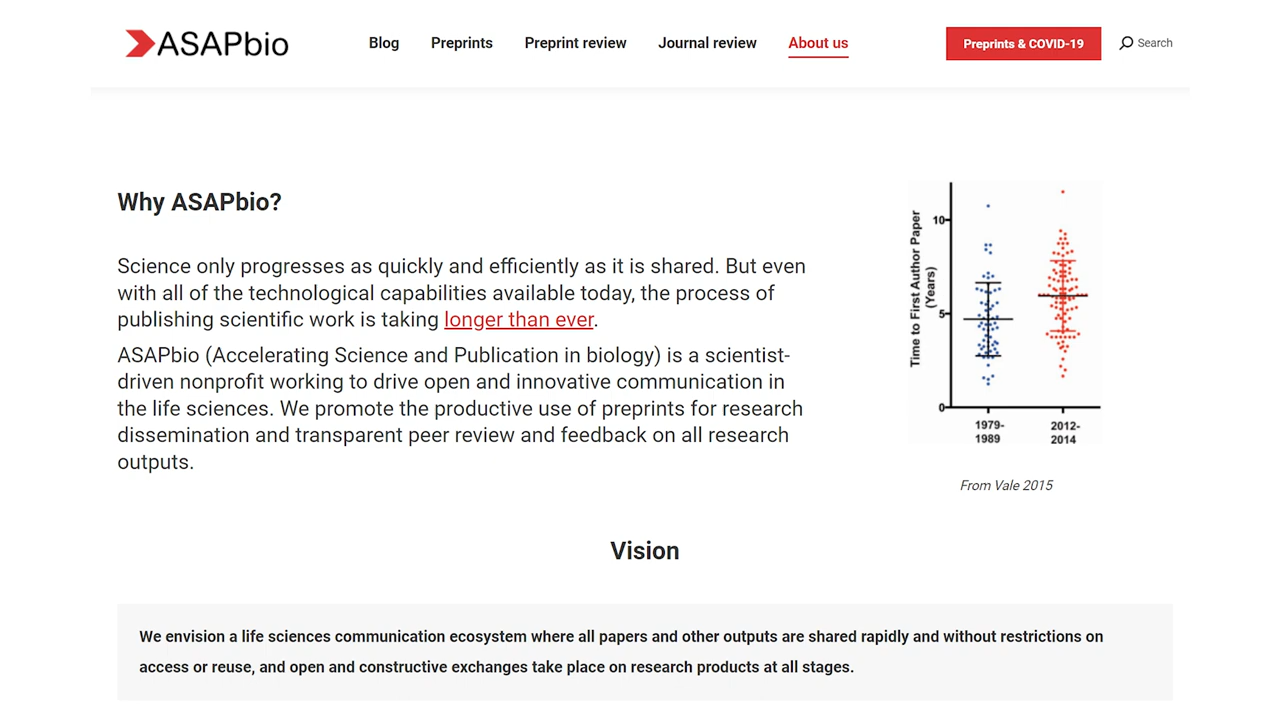 ASAPbio
Blog
Preprints
Preprint review
Journal review
About us
Preprints & COVID-19
Search
Why ASAPbio?
Science only progresses as quickly and efficiently as it is shared. But even
with all of the technological capabilities available today, the process of
publishing scientific work is taking longer than ever.
ASAPbio (Accelerating Science and Publication in biology) is a scientist-
driven nonprofit working to drive open and innovative communication in
the life sciences. We promote the productive use of preprints for research
dissemination and transparent peer review and feedback on all research
outputs.
Time to First Author Paper
(Years)
10
5
0
1979-
1989
2012-
2014
From Vale 2015
Vision
We envision a life sciences communication ecosystem where all papers and other outputs are shared rapidly and without restrictions on
access or reuse, and open and constructive exchanges take place on research products at all stages.